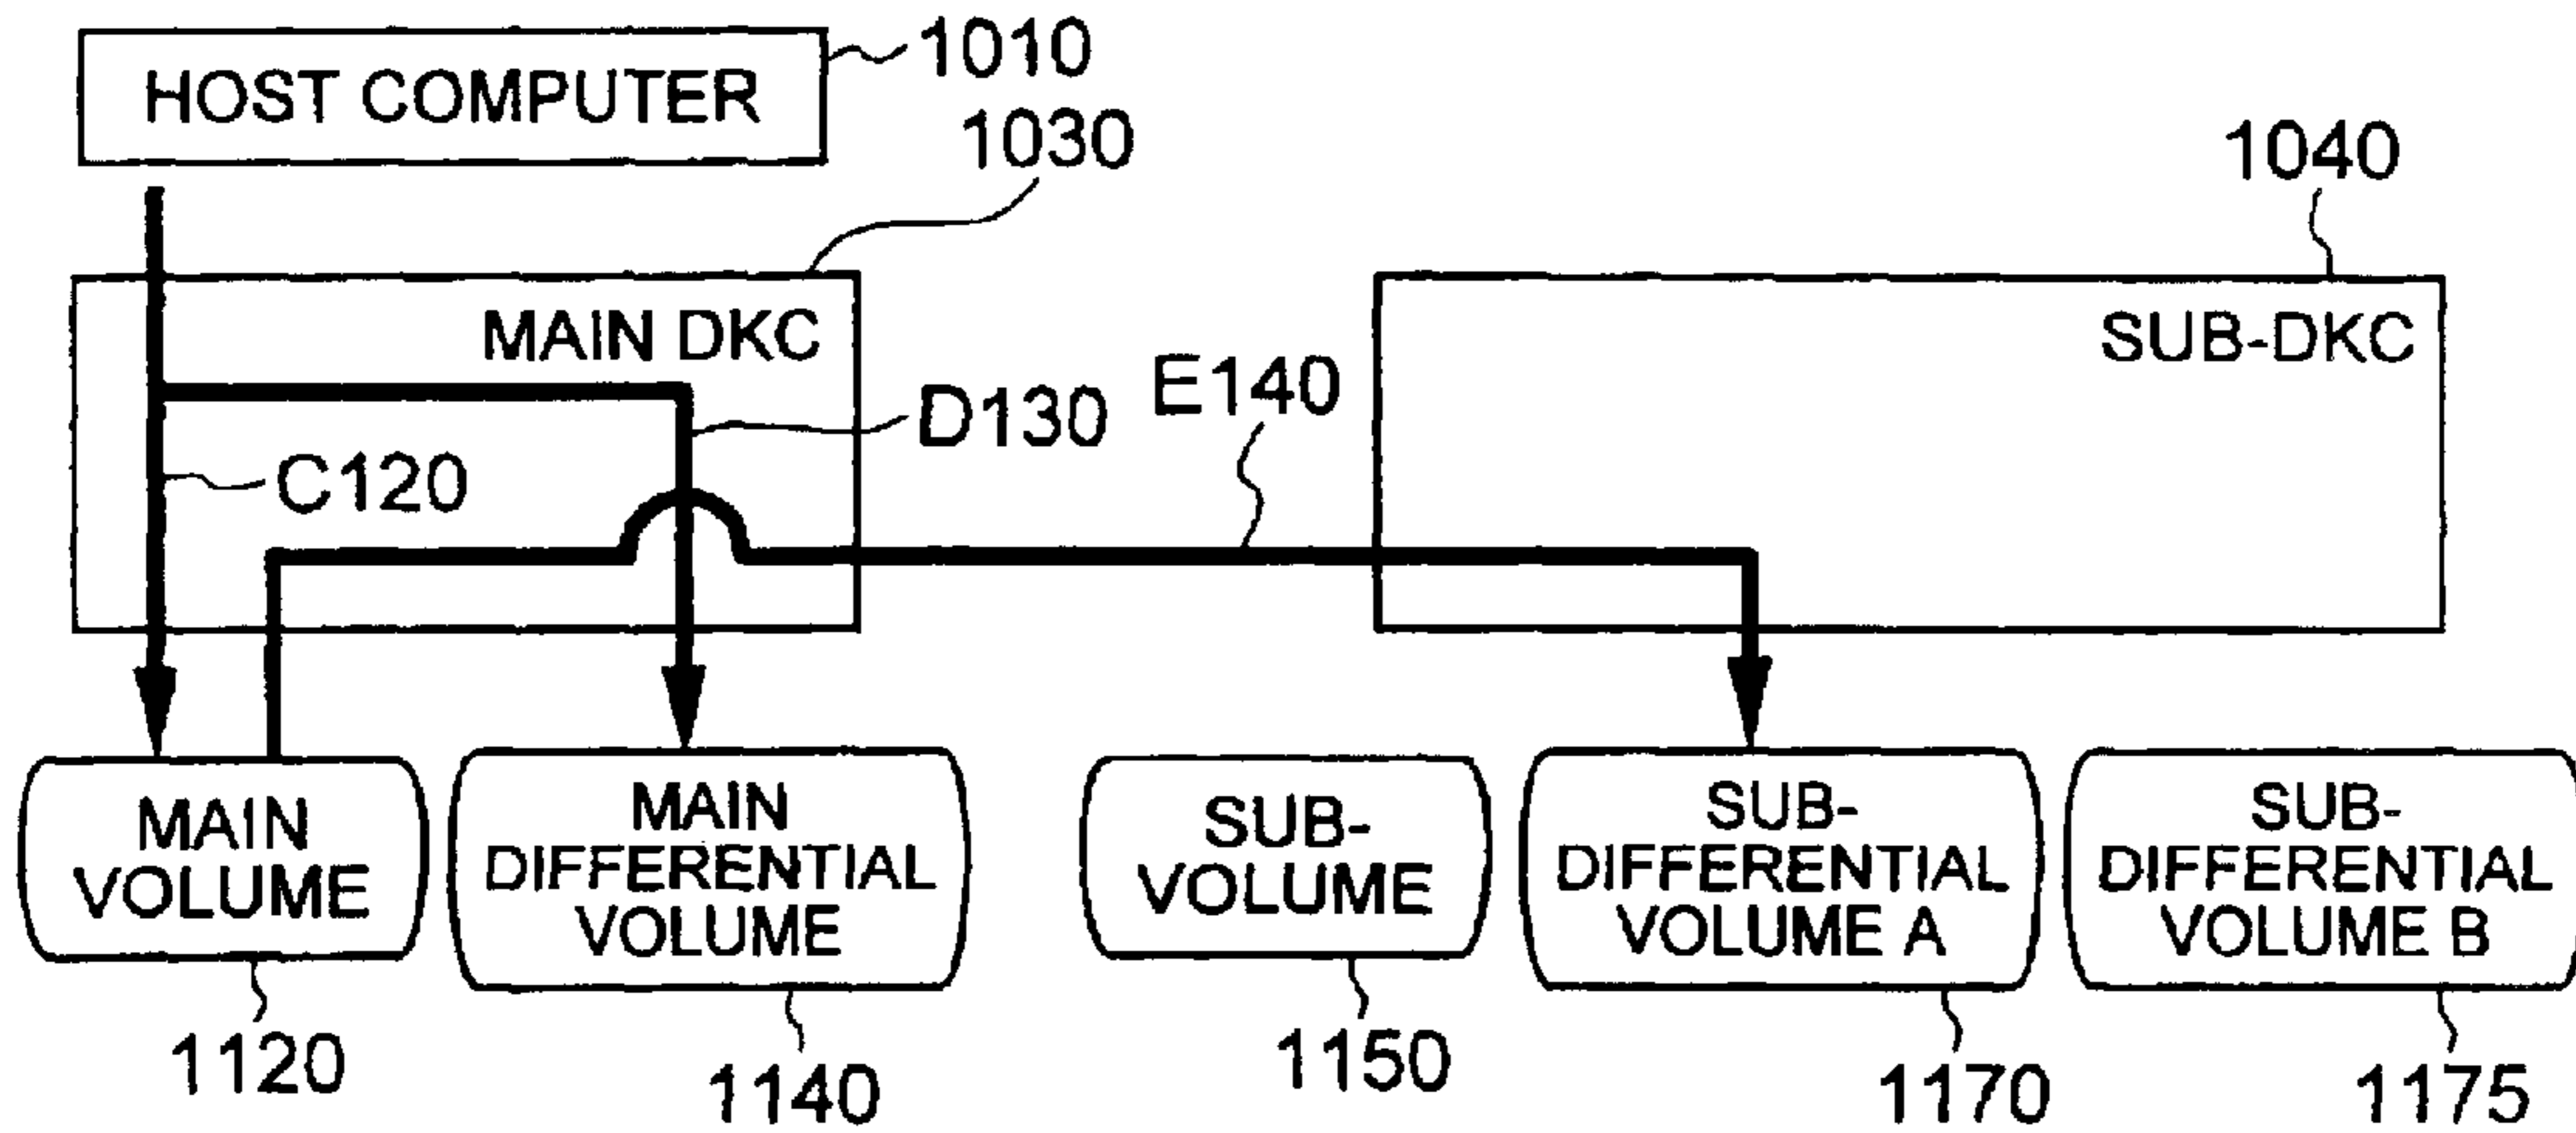 HOST COMPUTER
1010
1030
1040
MAIN DKC
SUB-DKC
E140
D130
C120
MAIN
VOLUME
MAIN
DIFFERENTIAL
VOLUME
SUB-
VOLUME
SUB-
DIFFERENTIAL
VOLUME A
SUB-
DIFFERENTIAL
VOLUME B
1120
1140
1150
1170
1175